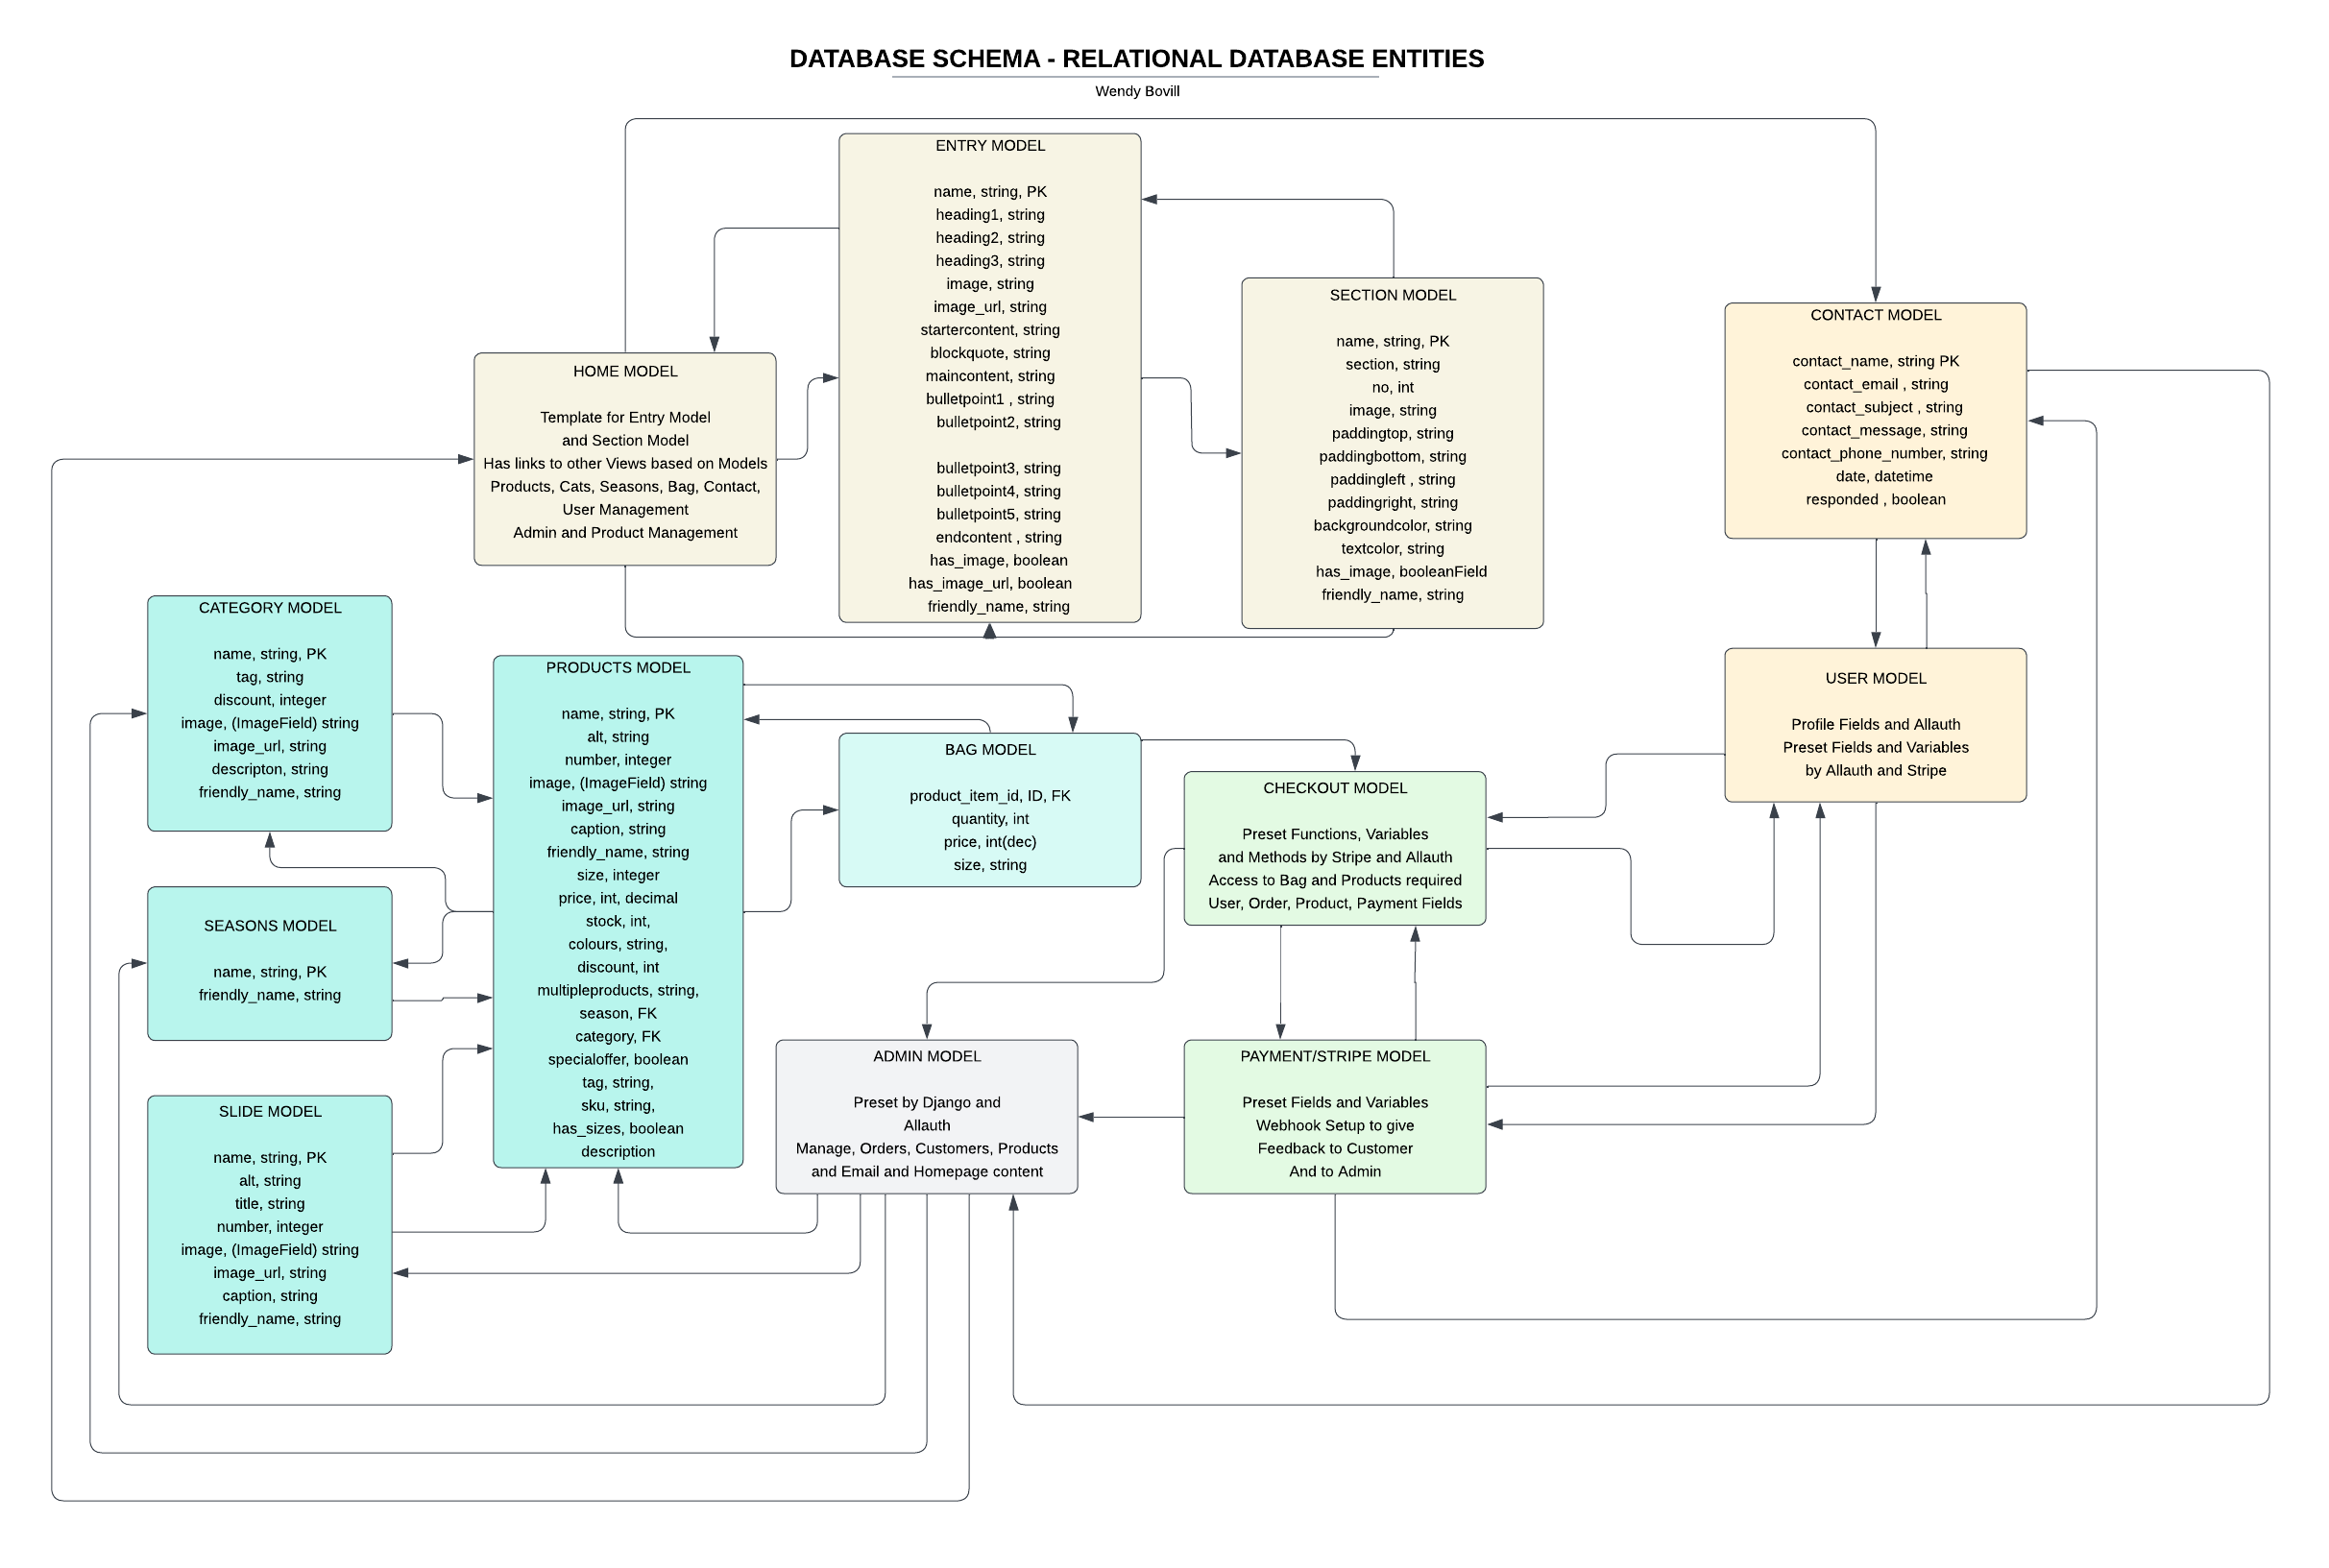 DATABASE SCHEMA - RELATIONAL DATABASE ENTITIES
Wendy Bovill
ENTRY MODEL
name, string, PK
heading1, string
heading2, string
heading3, string
image, string
image_url, string
startercontent, string
blockquote, string
maincontent, string
bulletpoint1 , string
bulletpoint2, string
bulletpoint3, string
bulletpoint4, string
bulletpoint5, string
endcontent , string
has_image, boolean
has_image_url, boolean
friendly_name, string
SECTION MODEL
name, string, PK
section, string
no, int
image, string
paddingtop, string
paddingbottom, string
paddingleft , string
paddingright, string
backgroundcolor, string
textcolor, string
has_image, booleanField
friendly_name, string
CONTACT MODEL
contact_name, string PK
contact_email , string
contact_subject , string
contact_message, string
contact_phone_number, string
date, datetime
responded , boolean
HOME MODEL
Template for Entry Model
and Section Model
Has links to other Views based on Models
Products, Cats, Seasons, Bag, Contact,
User Management
Admin and Product Management
CATEGORY MODEL
name, string, PK
tag, string
discount, integer
image, (ImageField) string
image_url, string
descripton, string
friendly_name, string
PRODUCTS MODEL
name, string, PK
alt, string
number, integer
image, (ImageField) string
image_url, string
caption, string
friendly_name, string
size, integer
price, int, decimal
stock, int,
colours, string,
discount, int
multipleproducts, string,
season, FK
category, FK
specialoffer, boolean
tag, string,
sku, string,
has_sizes, boolean
description
BAG MODEL
product_item_id, ID, FK
quantity, int
price, int(dec)
size, string
CHECKOUT MODEL
Preset Functions, Variables
and Methods by Stripe and Allauth
Access to Bag and Products required
User, Order, Product, Payment Fields
USER MODEL
Profile Fields and Allauth
Preset Fields and Variables
by Allauth and Stripe
SEASONS MODEL
name, string, PK
friendly_name, string
SLIDE MODEL
name, string, PK
alt, string
title, string
number, integer
image, (ImageField) string
image_url, string
caption, string
friendly_name, string
ADMIN MODEL
Preset by Django and
Allauth
Manage, Orders, Customers, Products
and Email and Homepage content
PAYMENT/STRIPE MODEL
Preset Fields and Variables
Webhook Setup to give
Feedback to Customer
And to Admin